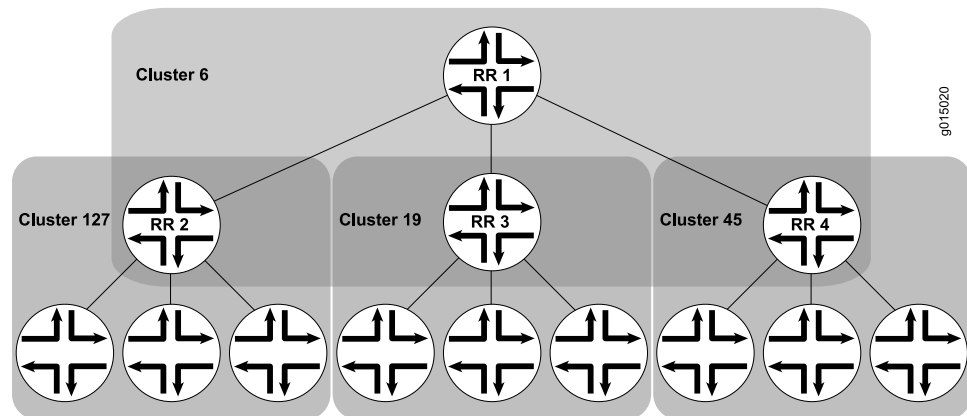 RR 1
Cluster 6
g015020
Cluster 127
RR 2
Cluster 19
RR 3
Cluster 45
RR 4